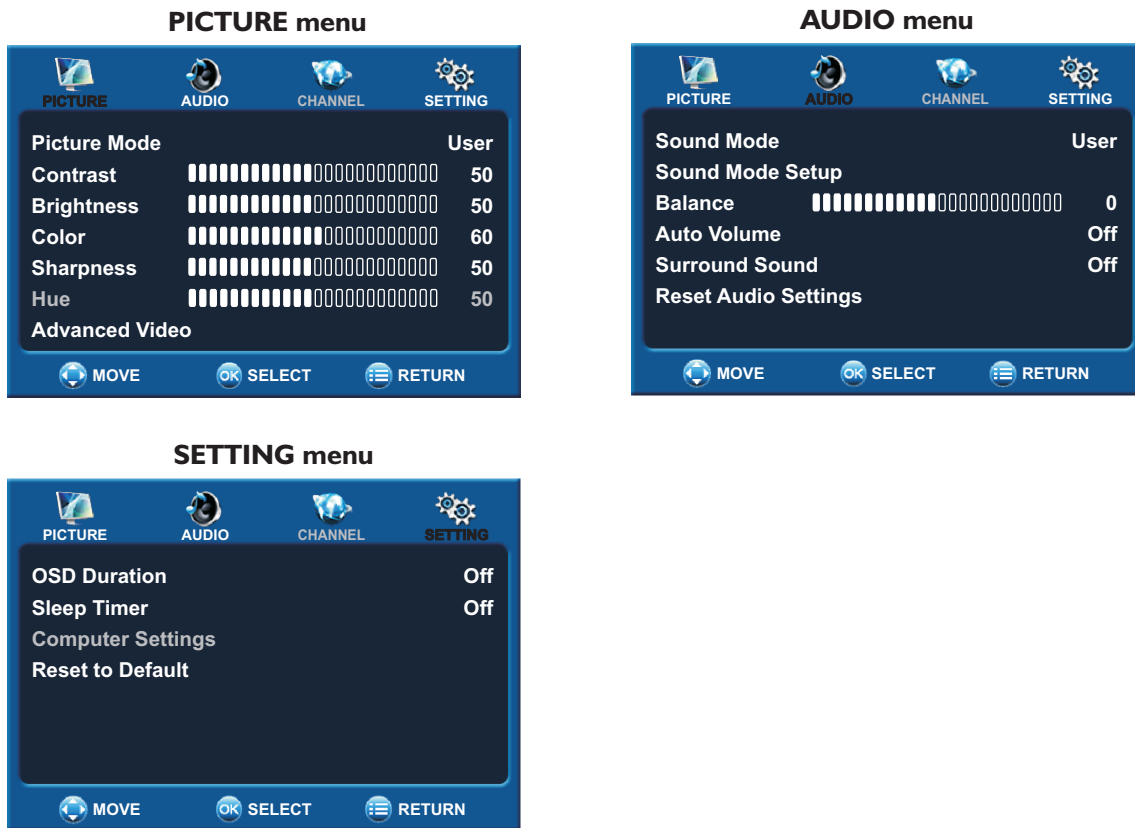 PICTURE menu
PICTURE AUDIO CHANNEL SETTING
Picture Mode User
Contrast 50
Brightness 50
Color 60
Sharpness 50
Hue 50
Advanced Video
MOVE OK SELECT RETURN
AUDIO menu
PICTURE AUDIO CHANNEL SETTING
Sound Mode User
Sound Mode Setup
Balance 0
Auto Volume Off
Surround Sound Off
Reset Audio Settings
MOVE OK SELECT RETURN
SETTING menu
PICTURE AUDIO CHANNEL SETTING
OSD Duration Off
Sleep Timer Off
Computer Settings
Reset to Default
MOVE OK SELECT RETURN